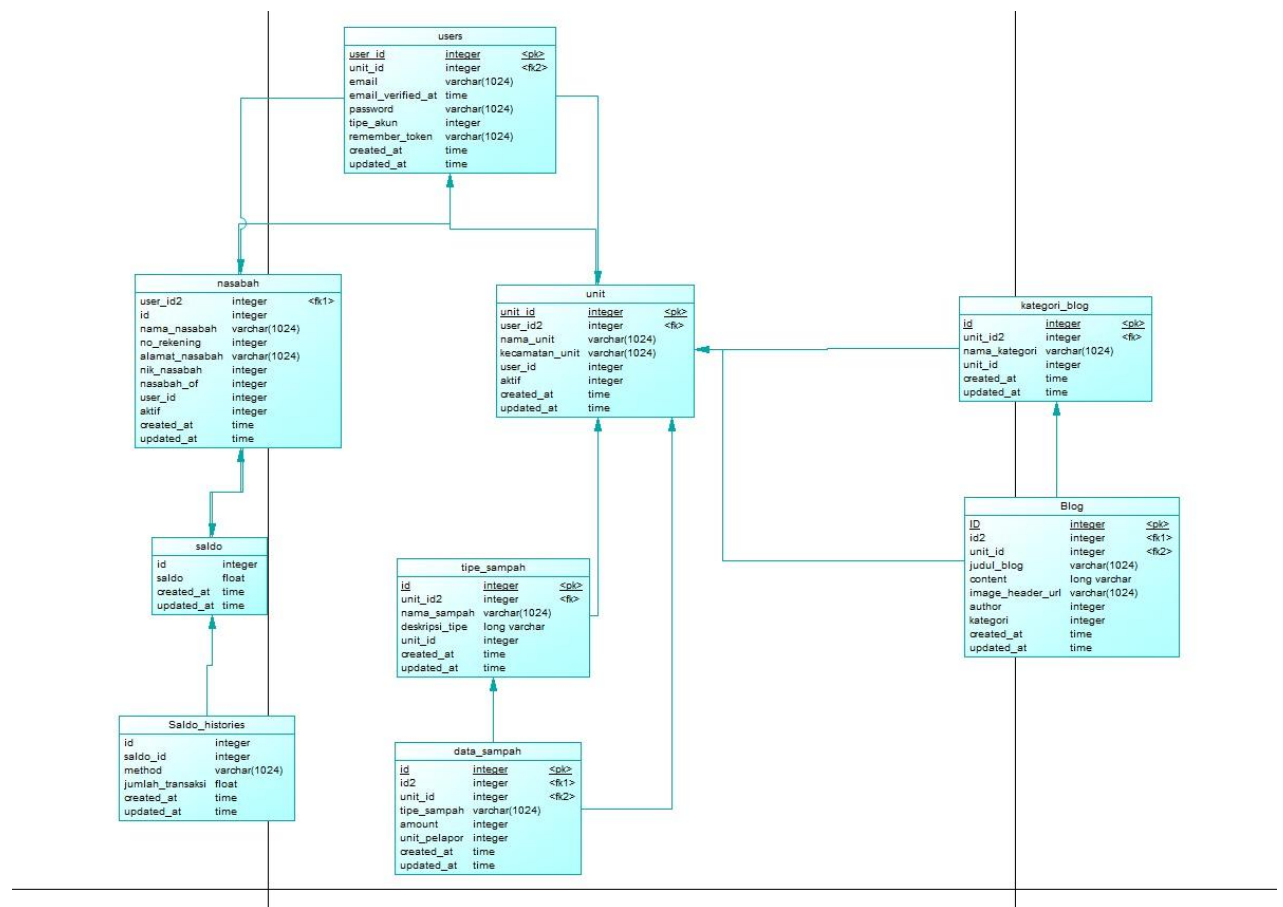 users
user_id integer <pk>
unit_id integer <fk2>
email varchar(1024)
email_verified_at time
password varchar(1024)
tipe_akun integer
remember_token varchar(1024)
created_at time
updated_at time
nasabah
user_id2 integer <fk1>
id integer
nama_nasabah varchar(1024)
no_rekening integer
alamat_nasabah varchar(1024)
nik_nasabah integer
nasabah_of integer
user_id integer
aktif integer
created_at time
updated_at time
unit
unit_id integer <pk>
user_id2 integer <fk>
nama_unit varchar(1024)
kecamatan_unit varchar(1024)
user_id integer
aktif integer
created_at time
updated_at time
kategori_blog
id integer <pk>
unit_id2 integer <fk>
nama_kategori varchar(1024)
unit_id integer
created_at time
updated_at time
Blog
ID integer <pk>
id2 integer <fk1>
unit_id integer <fk2>
judul_blog varchar(1024)
content long varchar
image_header_url varchar(1024)
author integer
kategori integer
created_at time
updated_at time
saldo
id integer
saldo float
created_at time
updated_at time
tipe_sampah
id integer <pk>
unit_id2 integer <fk>
nama_sampah varchar(1024)
deskripsi_tipe long varchar
unit_id integer
created_at time
updated_at time
Saldo_histories
id integer
saldo_id integer
method varchar(1024)
jumlah_transaksi float
created_at time
updated_at time
data_sampah
id integer <pk>
id2 integer <fk1>
unit_id integer <fk2>
tipe_sampah varchar(1024)
amount integer
unit_pelapor integer
created_at time
updated_at time